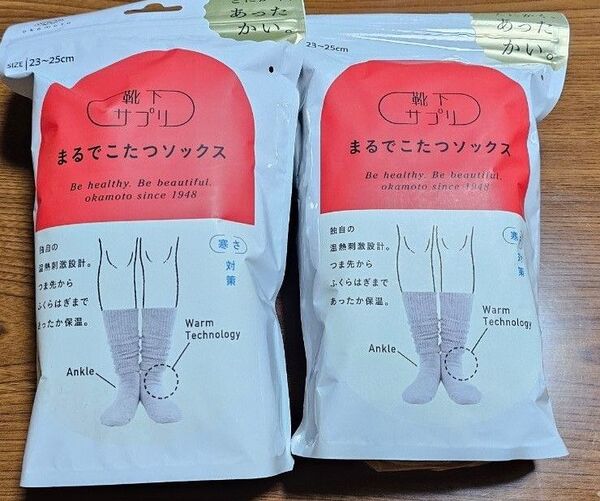 okamoto
あったかい。
SIZE 23~25cm
靴下
サプリ
まるでこたつソックス
Be healthy. Be beautiful.
okamoto since 1948
独自の
温熱刺激設計。
つま先から
ふくらはぎまで
あったか保温。
寒さ
対策
Warm
Technology
Ankle
あった
かい。
23~25cm
靴下
サプリ
まるでこたつソックス
Be healthy. Be beautiful.
okamoto since 1948
独自の
温熱刺激設計。
つま先から
ふくらはぎまで
あったか保温。
寒さ
対策
Warm
Technology
Ankle